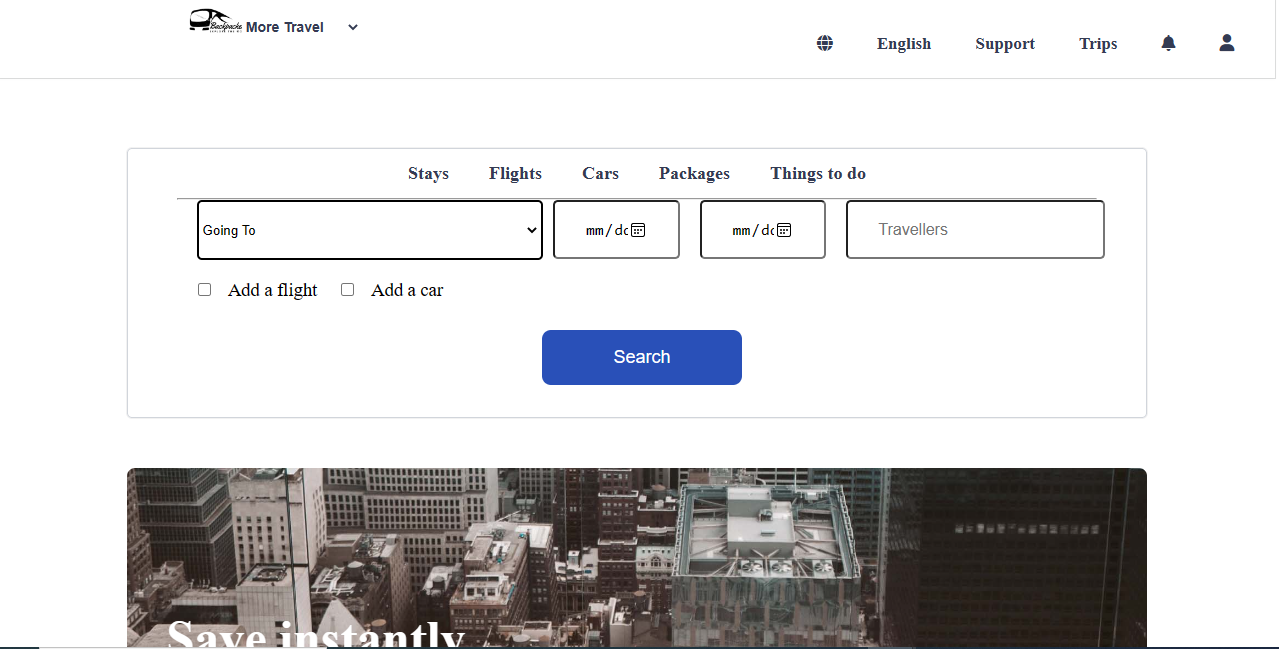 Backpacke
More Travel
English
Support
Trips
Stays
Flights
Cars
Packages
Things to do
Going To
mm/dd
mm/dd
Travellers
Add a flight
Add a car
Search
Save instantly